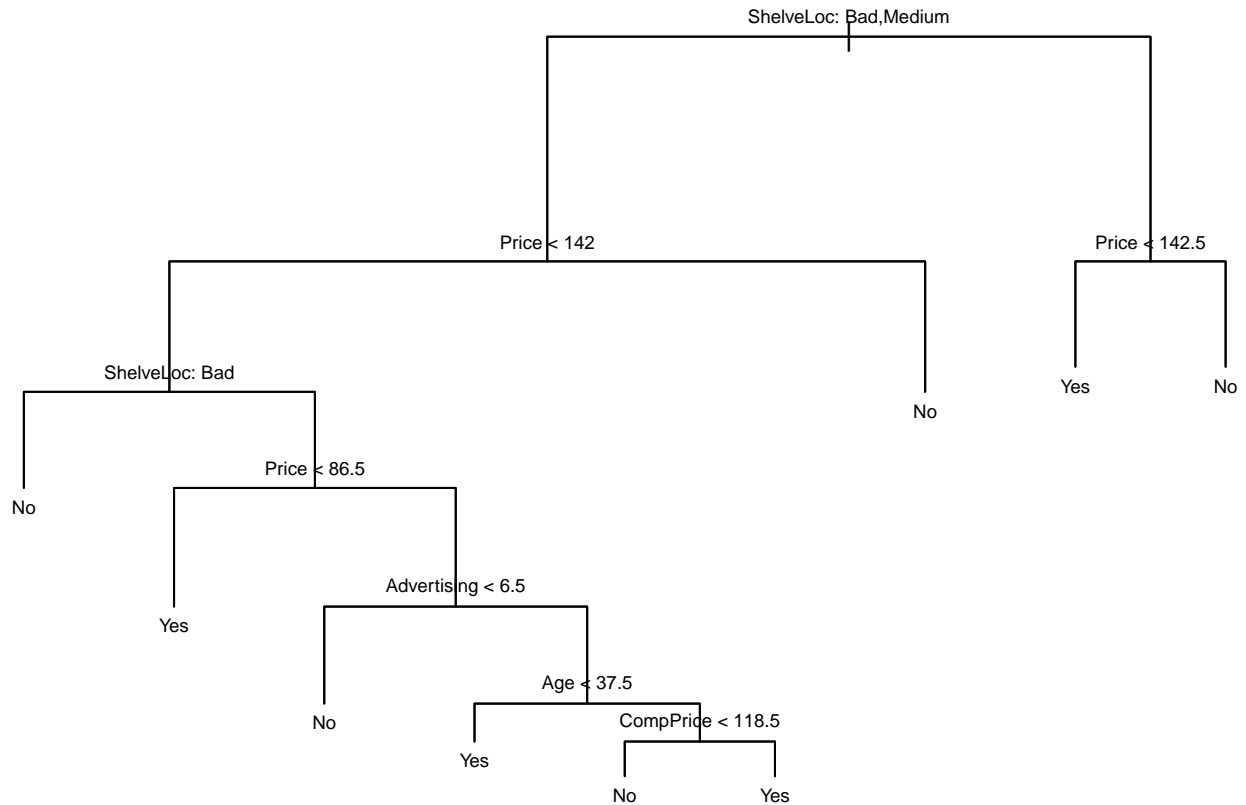 ShelveLoc: Bad,Medium
Price < 142
Price < 142.5
ShelveLoc: Bad
Yes
No
No
Price < 86.5
No
Advertising < 6.5
Yes
Age < 37.5
No
CompPrice < 118.5
Yes
No
Yes